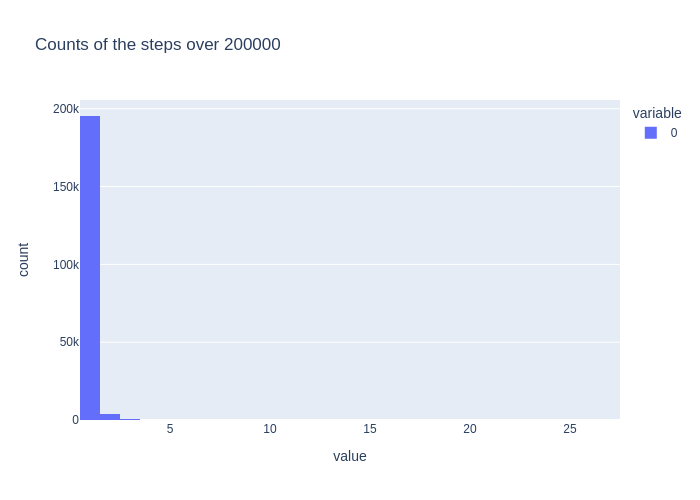 Counts of the steps over 200000
variable
0
200k
150k
100k
50k
0
count
5
10
15
20
25
value